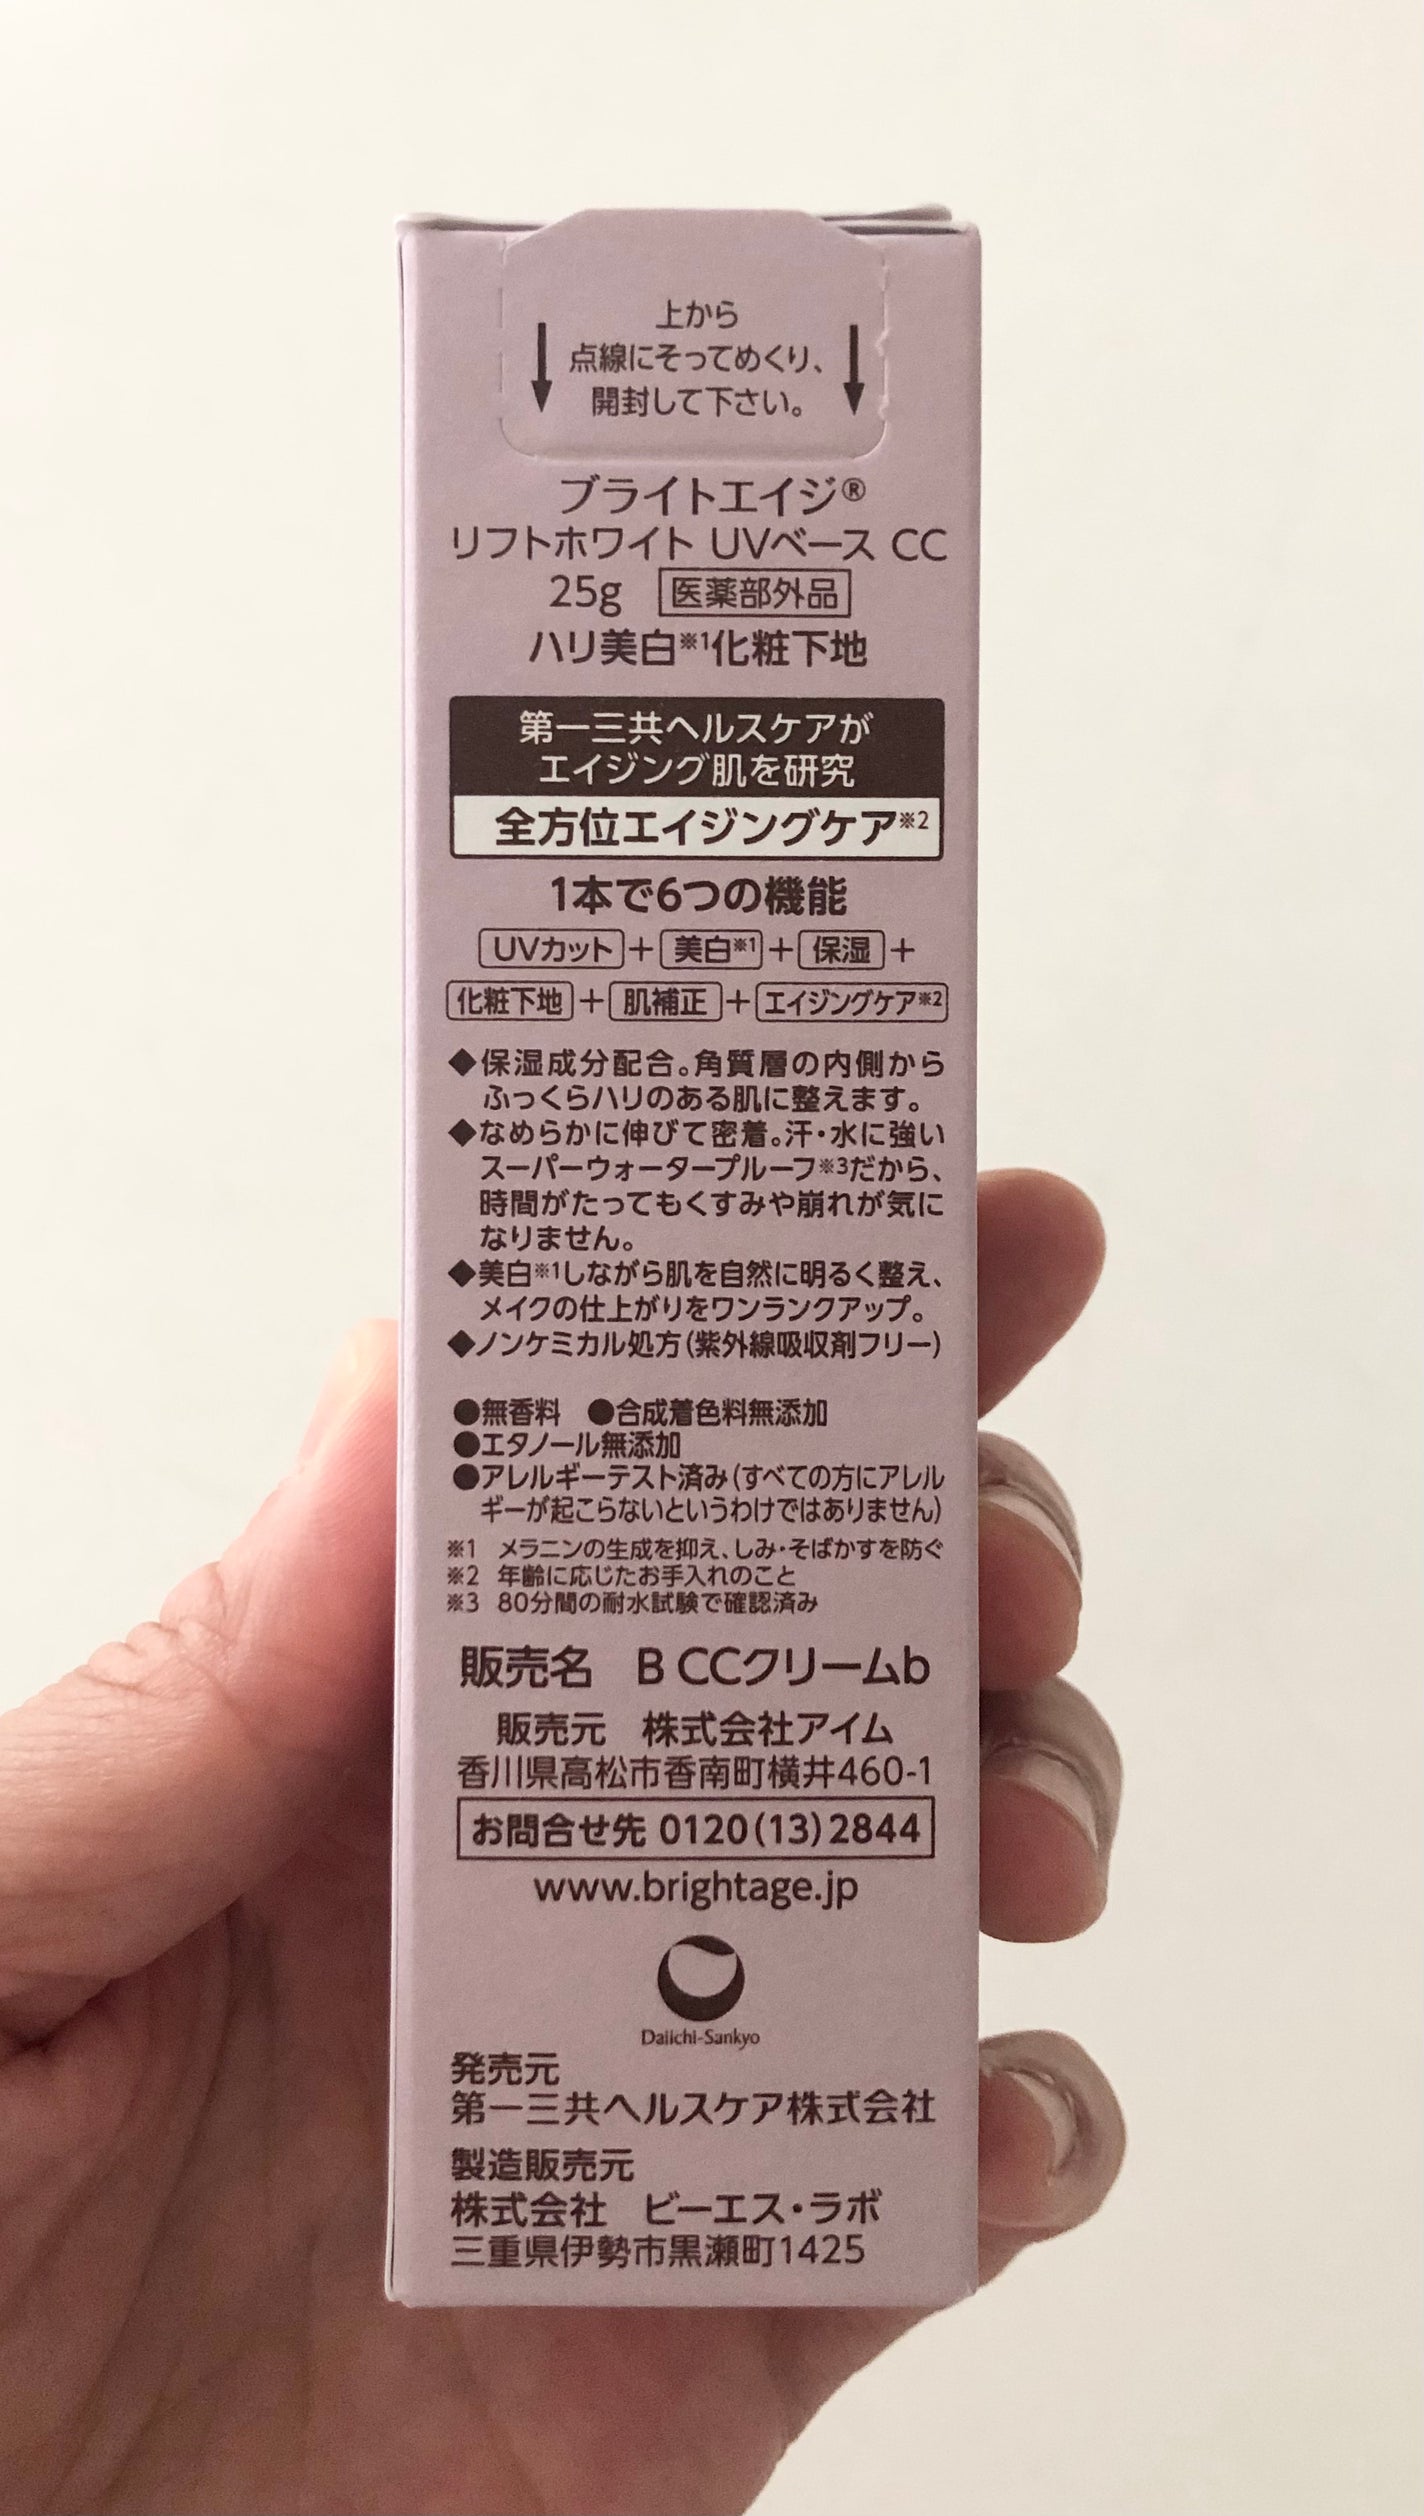 上から
点線にそってめくり、
開封して下さい。
ブライトエイジ®
リフトホワイト UVベース CC
25g 医薬部外品
ハリ美白※1化粧下地
第一三共ヘルスケアが
エイジング肌を研究
全方位エイジングケア※2
1本で6つの機能
UVカット+美白※1+保湿+
化粧下地+肌補正+エイジングケア※2
◆保湿成分配合。角質層の内側から
ふっくらハリのある肌に整えます。
◆なめらかに伸びて密着。汗・水に強い
スーパーウォータープルーフ※3だから、
時間がたってもくすみや崩れが気に
なりません。
◆美白※1しながら肌を自然に明るく整え、
メイクの仕上がりをワンランクアップ。
◆ノンケミカル処方(紫外線吸収剤フリー)
●無香料 ●合成着色料無添加
●エタノール無添加
●アレルギーテスト済み(すべての方にアレル
ギーが起こらないというわけではありません)
※1 メラニンの生成を抑え、しみ・そばかすを防ぐ
※2 年齢に応じたお手入れのこと
※3 80分間の耐水試験で確認済み
販売名 B CCクリームb
販売元 株式会社アイム
香川県高松市香南町横井460-1
お問合せ先 0120(13)2844
www.brightage.jp
Daiichi-Sankyo
発売元
第一三共ヘルスケア株式会社
製造販売元
株式会社 ビーエス・ラボ
三重県伊勢市黒瀬町1425